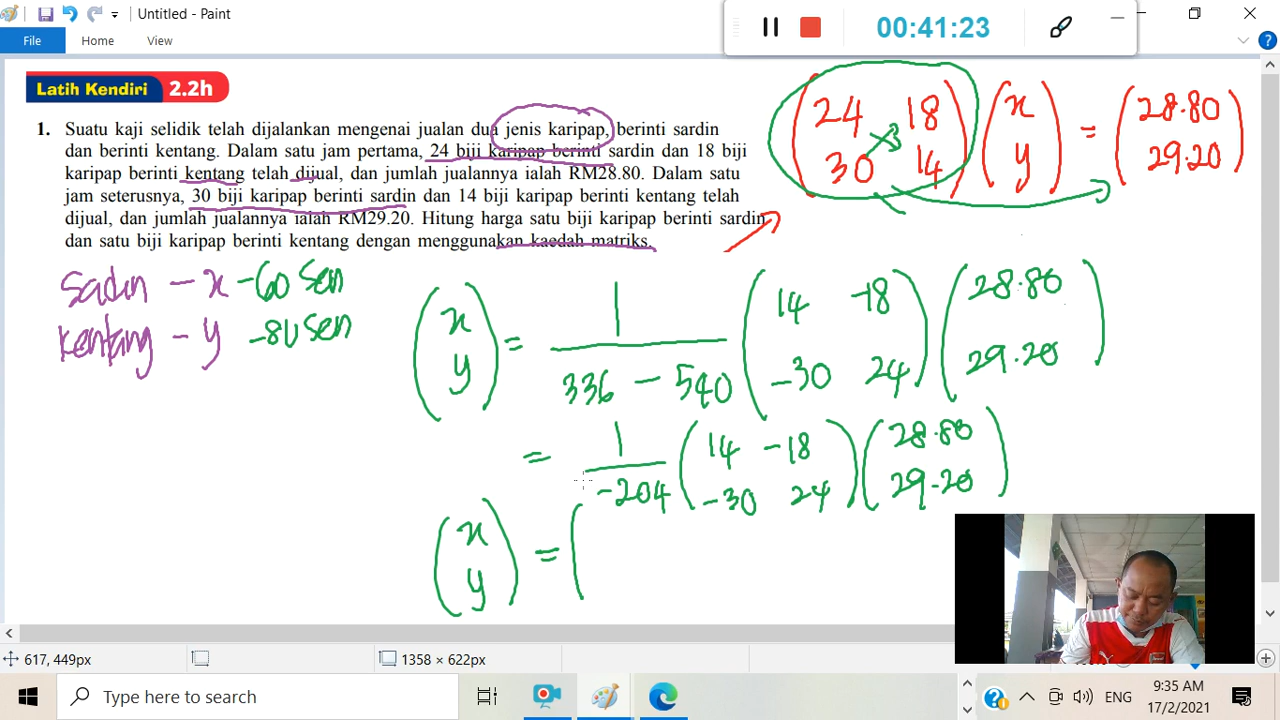 Untitled - Paint
00:41:23
File Home View
Latih Kendiri 2.2h
1. Suatu kaji selidik telah dijalankan mengenai jualan dua jenis karipap, berinti sardin
dan berinti kentang. Dalam satu jam pertama, 24 biji karipap berinti sardin dan 18 biji
karipap berinti kentang telah dijual, dan jumlah jualannya ialah RM28.80. Dalam satu
jam seterusnya, 30 biji karipap berinti sardin dan 14 biji karipap berinti kentang telah
dijual, dan jumlah jualannya ialah RM29.20. Hitung harga satu biji karipap berinti sardin
dan satu biji karipap berinti kentang dengan menggunakan kaedah matriks.
24 18 x = 28.80
30 14 y 29.20
Sadin - x - 60 Sen
kentang - y - 80 Sen
x = 1 14 -18 28.80
y 336 - 540 -30 24 29.20
= 1 14 -18 28.80
-204 -30 24 29.20
x =
y
617, 449px
1358 × 622px
Type here to search
ENG
9:35 AM
17/2/2021